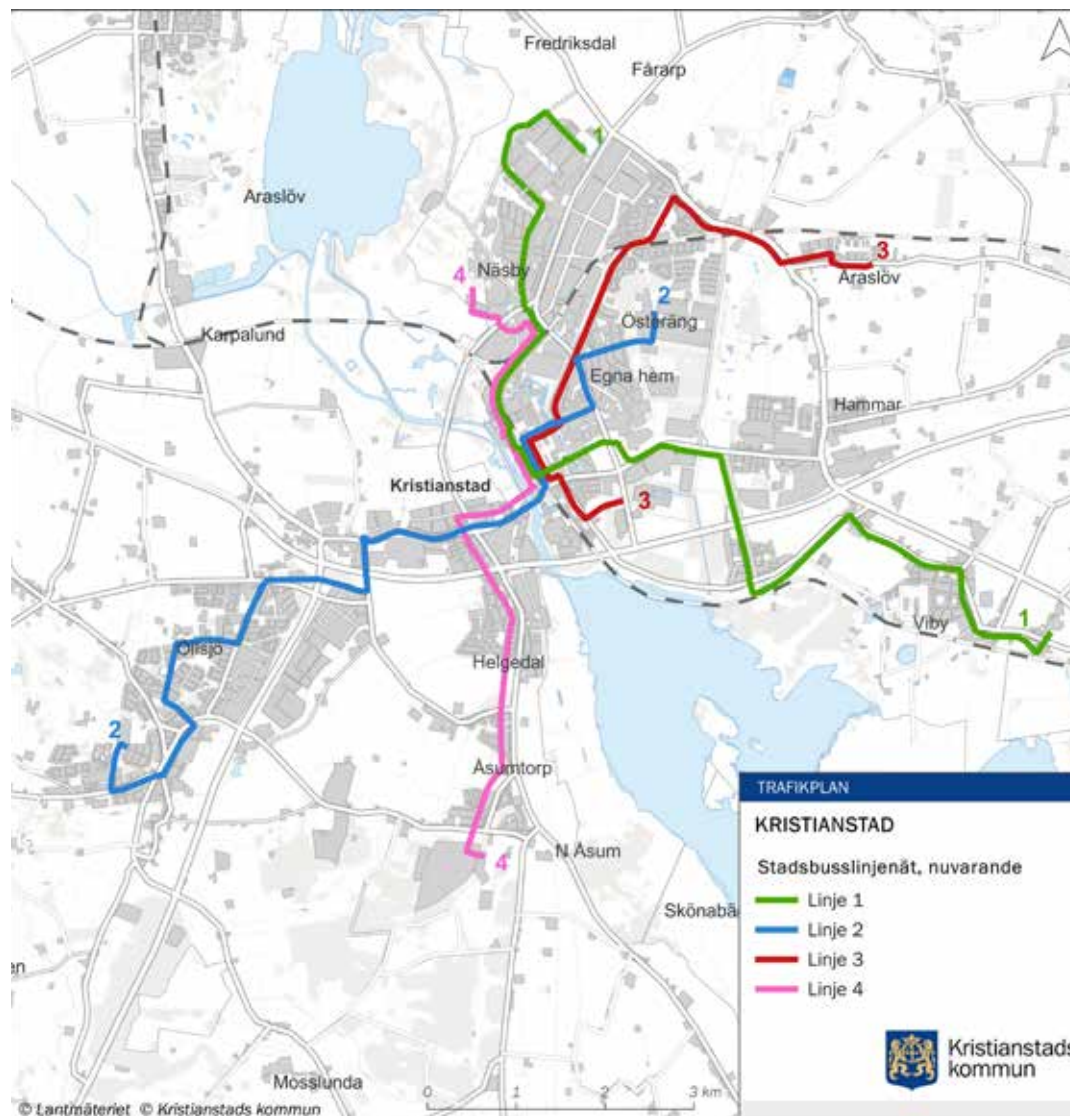 Fredriksdal
Fårarp
1
Araslöv
Näsby
4
3
Araslöv
2
Österäng
Karpalund
Egna hem
Hammar
Kristianstad
3
Viby
1
Öllsjö
Helgedal
2
Åsumtorp
4
N Åsum
Skönabä
en
Mosslunda
TRAFIKPLAN
KRISTIANSTAD
Stadsbusslinjenät, nuvarande
Linje 1
Linje 2
Linje 3
Linje 4
Kristianstads
kommun
0 1 2 3 km
© Lantmäteriet © Kristianstads kommun